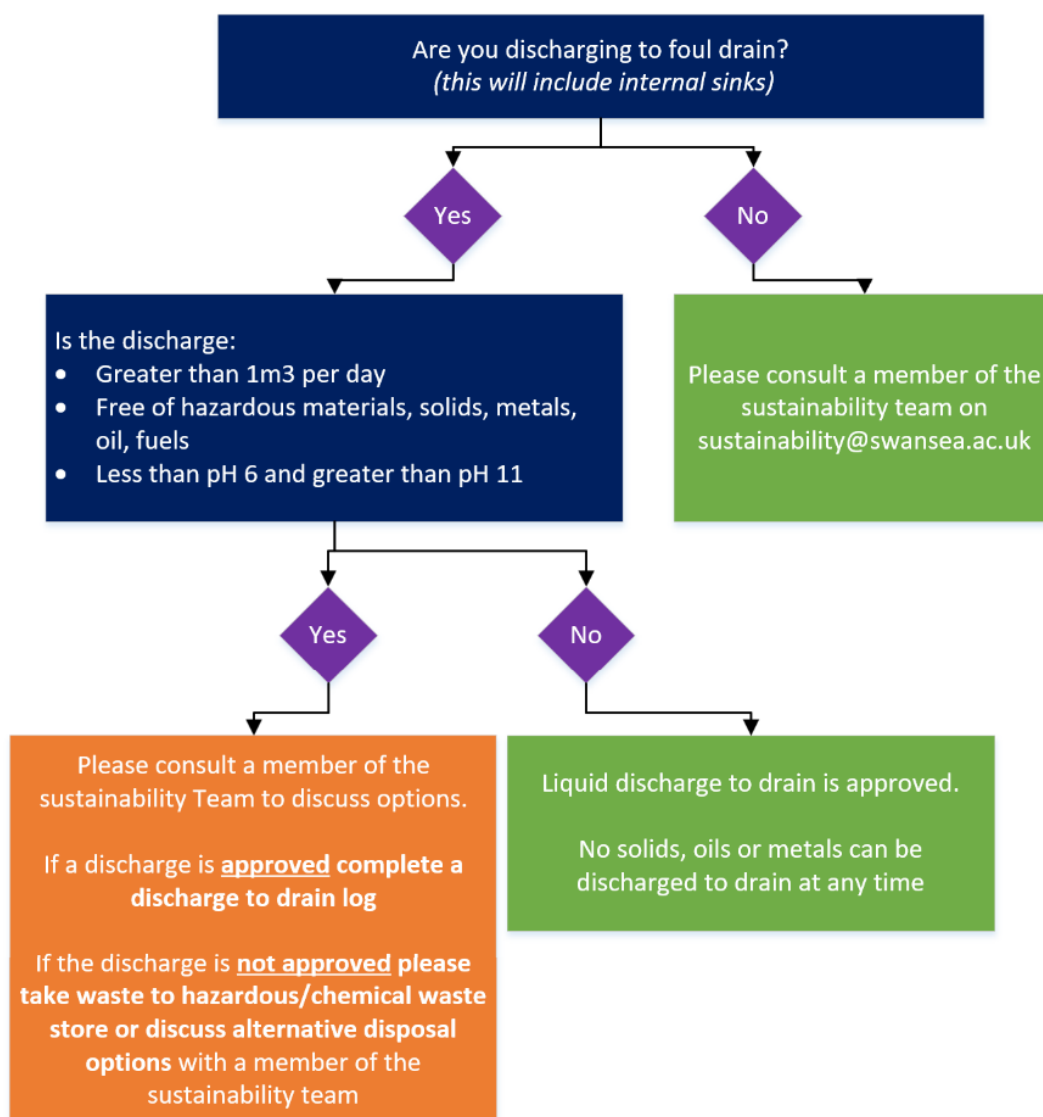 Are you discharging to foul drain?
(this will include internal sinks)
Yes
No
Is the discharge:
• Greater than 1m3 per day
• Free of hazardous materials, solids, metals,
oil, fuels
• Less than pH 6 and greater than pH 11
Please consult a member of the
sustainability team on
sustainability@swansea.ac.uk
Yes
No
Please consult a member of the
sustainability Team to discuss options.
If a discharge is approved complete a
discharge to drain log
If the discharge is not approved please
take waste to hazardous/chemical waste
store or discuss alternative disposal
options with a member of the
sustainability team
Liquid discharge to drain is approved.
No solids, oils or metals can be
discharged to drain at any time